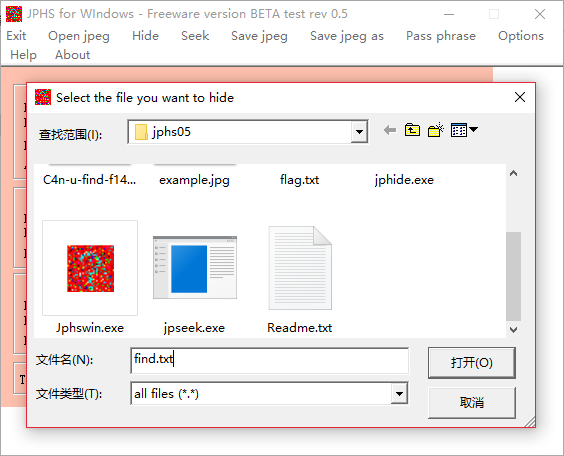 JPHS for WIndows - Freeware version BETA test rev 0.5
Exit Open jpeg Hide Seek Save jpeg Save jpeg as Pass phrase Options
Help About
Select the file you want to hide
查找范围(I): jphs05
C4n-u-find-f14... example.jpg flag.txt jphide.exe
Jphswin.exe jpseek.exe Readme.txt
文件名(N): find.txt 打开(O)
文件类型(T): all files (*.*) 取消